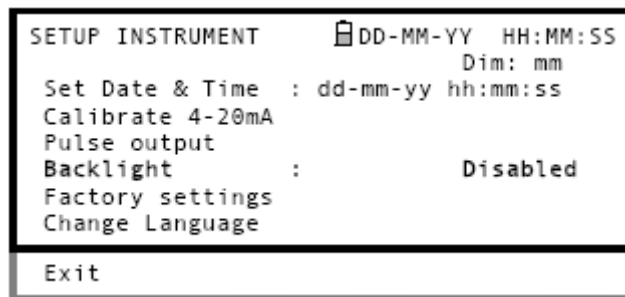 SETUP INSTRUMENT DD-MM-YY HH:MM:SS
Dim: mm
Set Date & Time : dd-mm-yy hh:mm:ss
Calibrate 4-20mA
Pulse output
Backlight : Disabled
Factory settings
Change Language
Exit